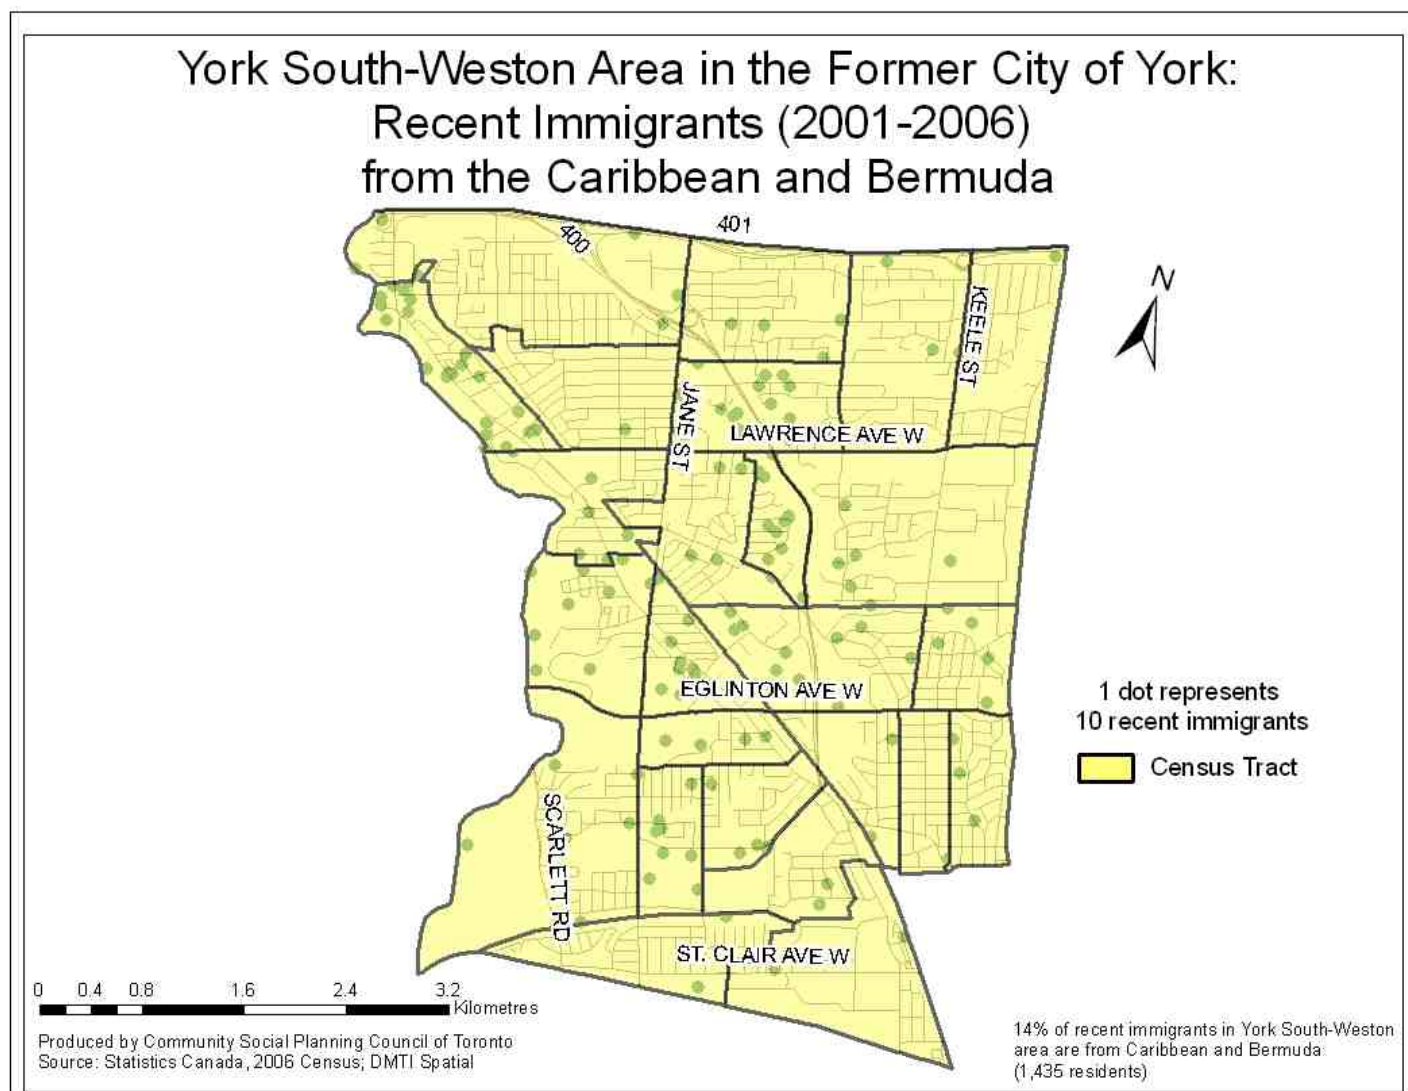 York South-Weston Area in the Former City of York:
Recent Immigrants (2001-2006)
from the Caribbean and Bermuda
401
400
N
KEELE ST
JANE ST
LAWRENCE AVE W
EGLINTON AVE W
1 dot represents
10 recent immigrants
Census Tract
SCARLETT RD
ST. CLAIR AVE W
0 0.4 0.8 1.6 2.4 3.2
Kilometres
Produced by Community Social Planning Council of Toronto
Source: Statistics Canada, 2006 Census; DMTI Spatial
14% of recent immigrants in York South-Weston
area are from Caribbean and Bermuda
(1,435 residents)